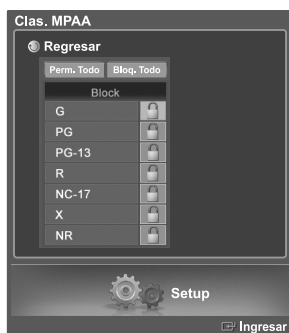 Clas. MPAA
Regresar
Perm. Todo Bloq. Todo
Block
G
PG
PG-13
R
NC-17
X
NR
Setup
Ingresar